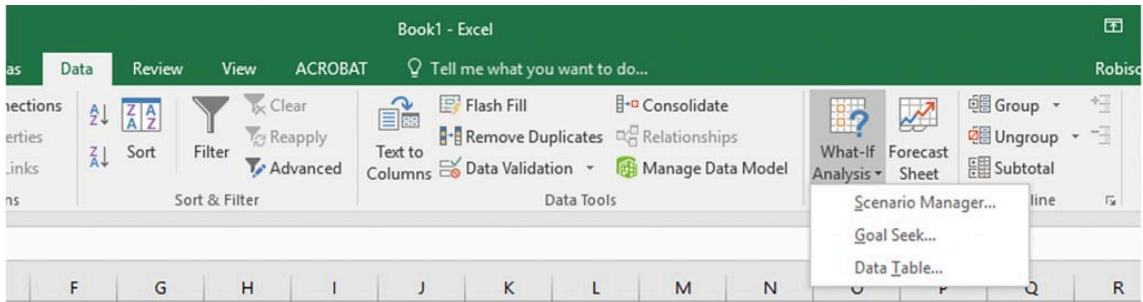 Book1 - Excel
as Data Review View ACROBAT Tell me what you want to do... Robisc
nections Clear Flash Fill Consolidate Group
erties Sort Filter Reapply Text to Columns Remove Duplicates Relationships What-If Analysis Forecast Sheet Ungroup
Links Advanced Data Validation Manage Data Model Subtotal
ns Sort & Filter Data Tools line
Scenario Manager...
Goal Seek...
Data Table...
F G H I J K L M N O P Q R